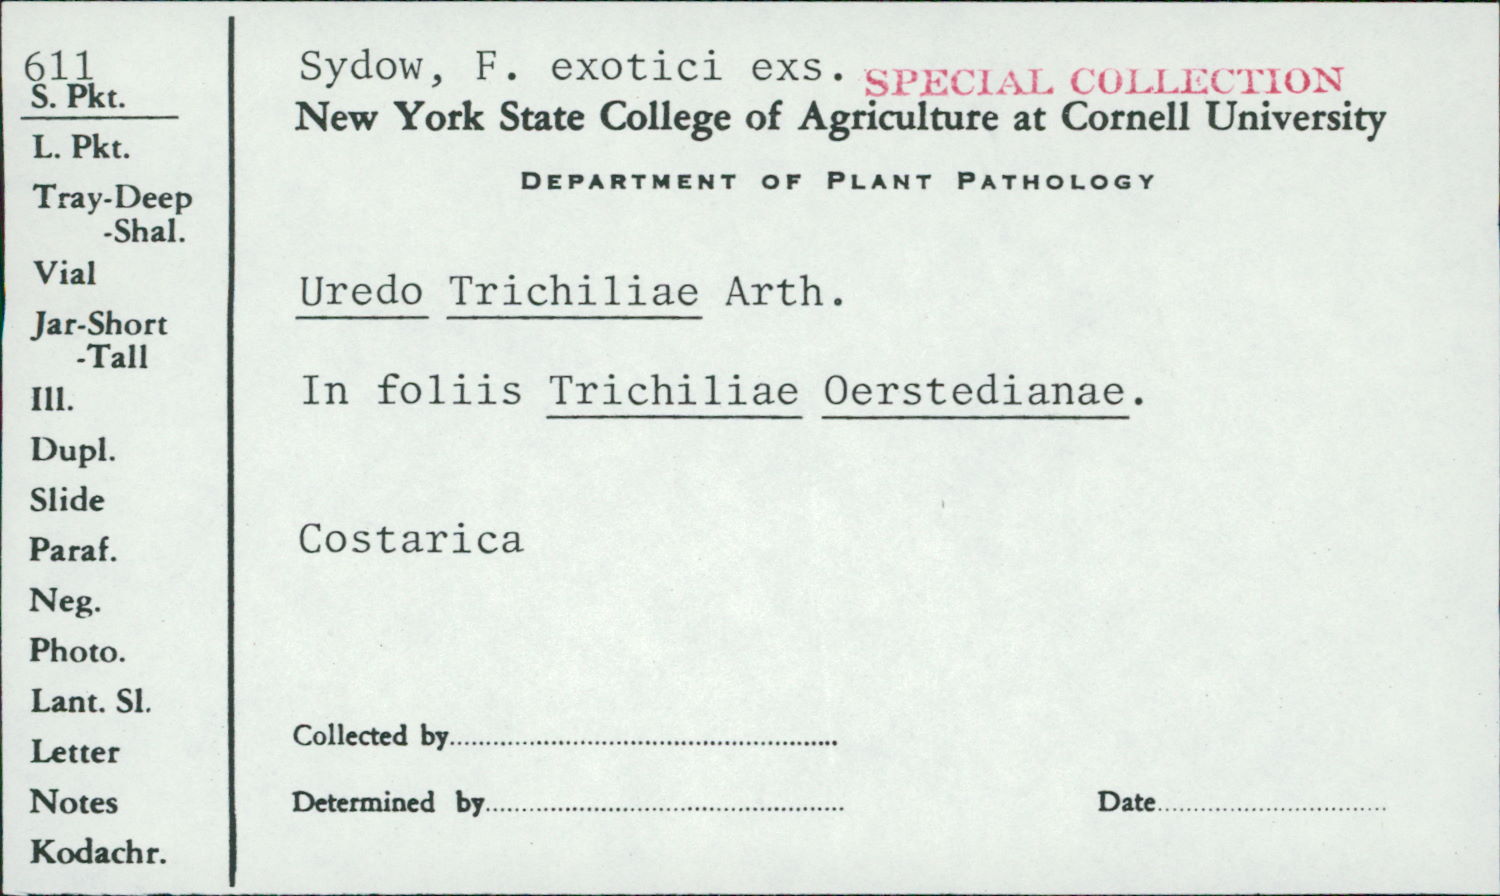 611
S. Pkt.
L. Pkt.
Tray-Deep
-Shal.
Vial
Jar-Short
-Tall
Ill.
Dupl.
Slide
Paraf.
Neg.
Photo.
Lant. Sl.
Letter
Notes
Kodachr.
Sydow, F. exotici exs. SPECIAL COLLECTION
New York State College of Agriculture at Cornell University
DEPARTMENT OF PLANT PATHOLOGY
Uredo Trichiliae Arth.
In foliis Trichiliae Oerstedianae.
Costarica
Collected by
Determined by
Date